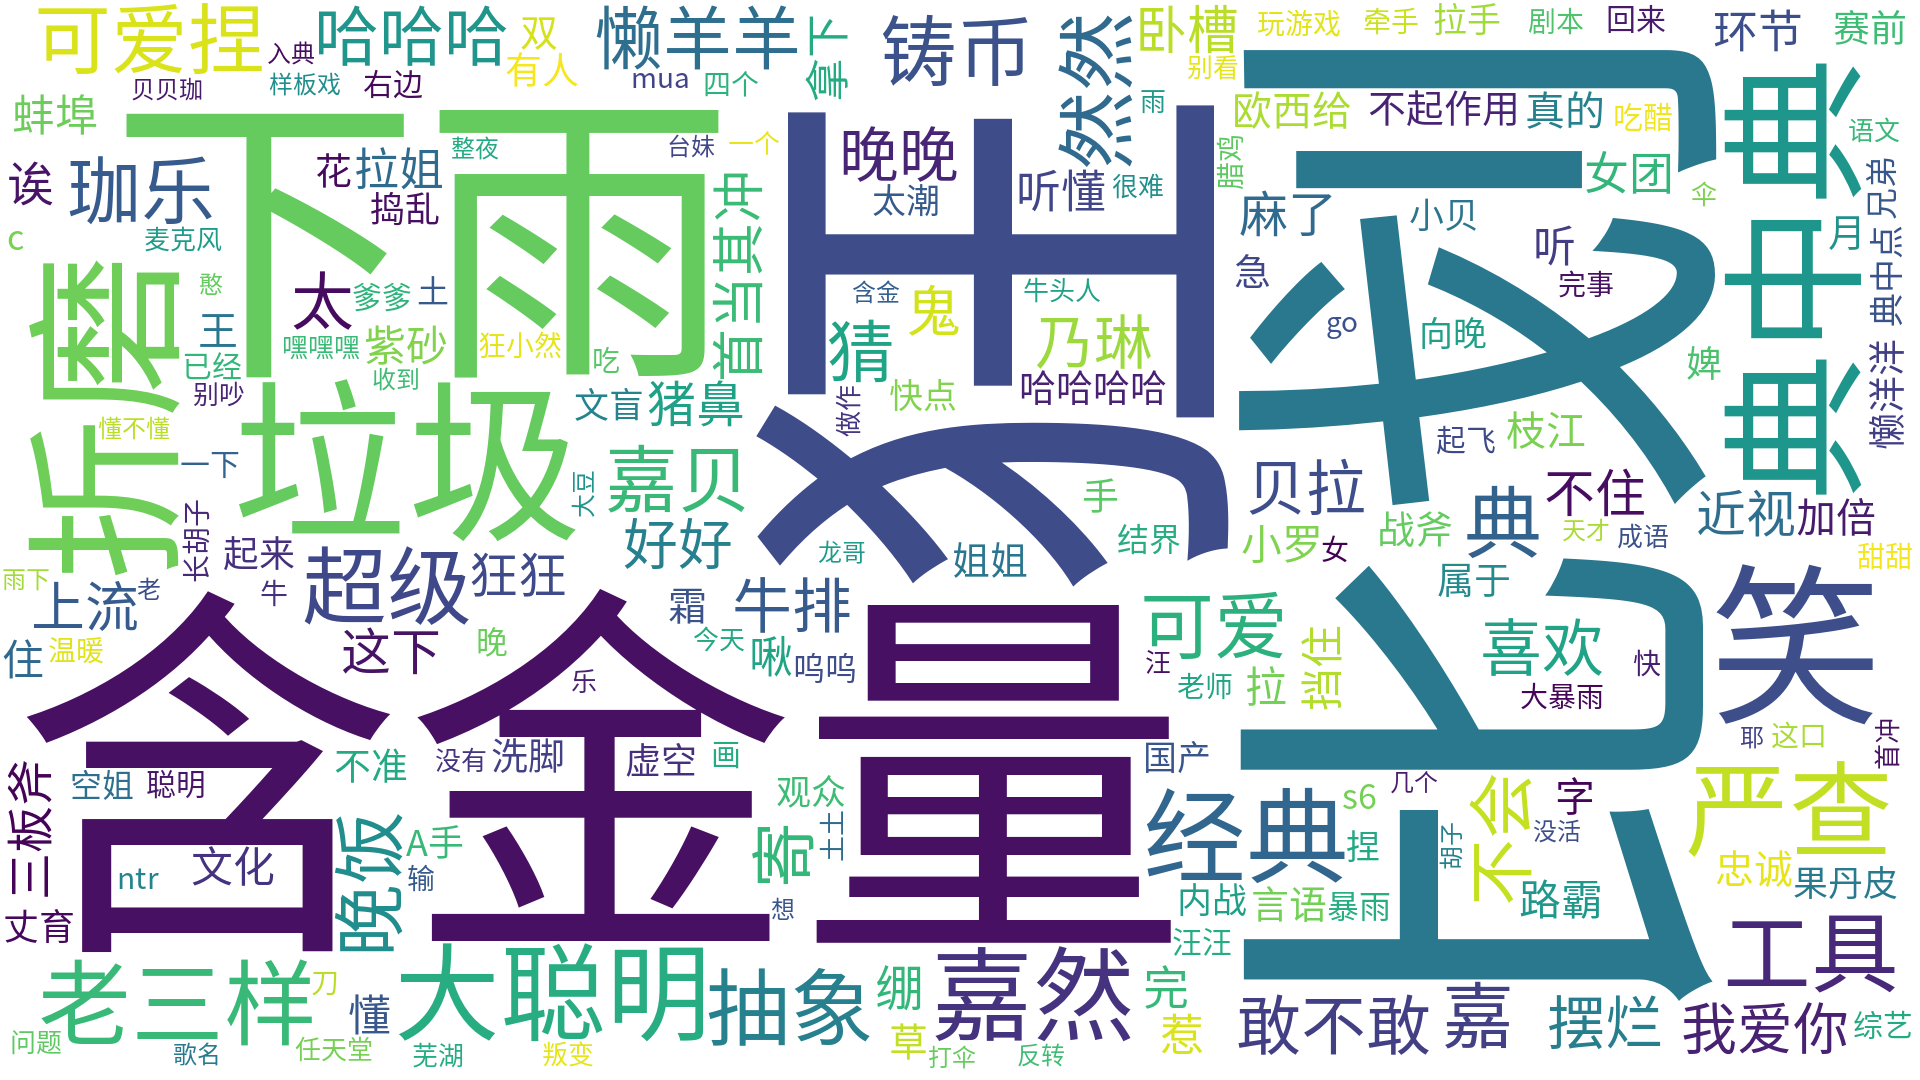 可爱捏
入典
哈哈哈
双
有人
懒羊羊
拿下
铸币
然然
卧槽
玩游戏
牵手
拉手
剧本
回来
环节
赛前
贝贝珈
样板戏
右边
mua
四个
雨
别看
欧西给
不起作用
真的
吃醋
典中典
语文
蚌埠
下雨
整夜
台妹
一个
晚晚
太潮
听懂
很难
腊鸡
女团
伞
诶
珈乐
花
拉姐
捣乱
首当其冲
麻了
小贝
听
月
兄弟
c
麦克风
憨
太
爹爹
土
急
完事
典中点
折磨
王
嘿嘿嘿
紫砂
狂小然
吃
含金
鬼
牛头人
猜
乃琳
go
向晚
婢
已经
别吵
收到
文盲
猪鼻
快点
做作
哈哈哈哈
懒洋洋
懂不懂
垃圾
一下
大豆
嘉贝
手
贝拉
起飞
枝江
不住
近视
加倍
长胡子
起来
好好
龙哥
姐姐
结界
小罗
女
战斧
典
天才
成语
甜甜
雨下
上流
老
牛
超级
狂狂
霜
牛排
可爱
属于
笑
住
温暖
这下
晚
今天
啾
呜呜
汪
老师
拉
挡住
喜欢
大暴雨
快
乐
含金量
耶
这口
首冲
空姐
聪明
不准
没有
洗脚
虚空
画
国产
观众
三板斧
经典
s6
几个
不会
字
严查
ntr
文化
晚饭
A手
输
寄
土土
捏
胡子
没活
忠诚
果丹皮
丈育
想
内战
言语
暴雨
路霸
汪汪
老三样
刀
懂
大聪明
抽象
绷
嘉然
完
工具
问题
歌名
任天堂
芜湖
叛变
草
打伞
反转
惹
敢不敢
嘉
摆烂
我爱你
综艺